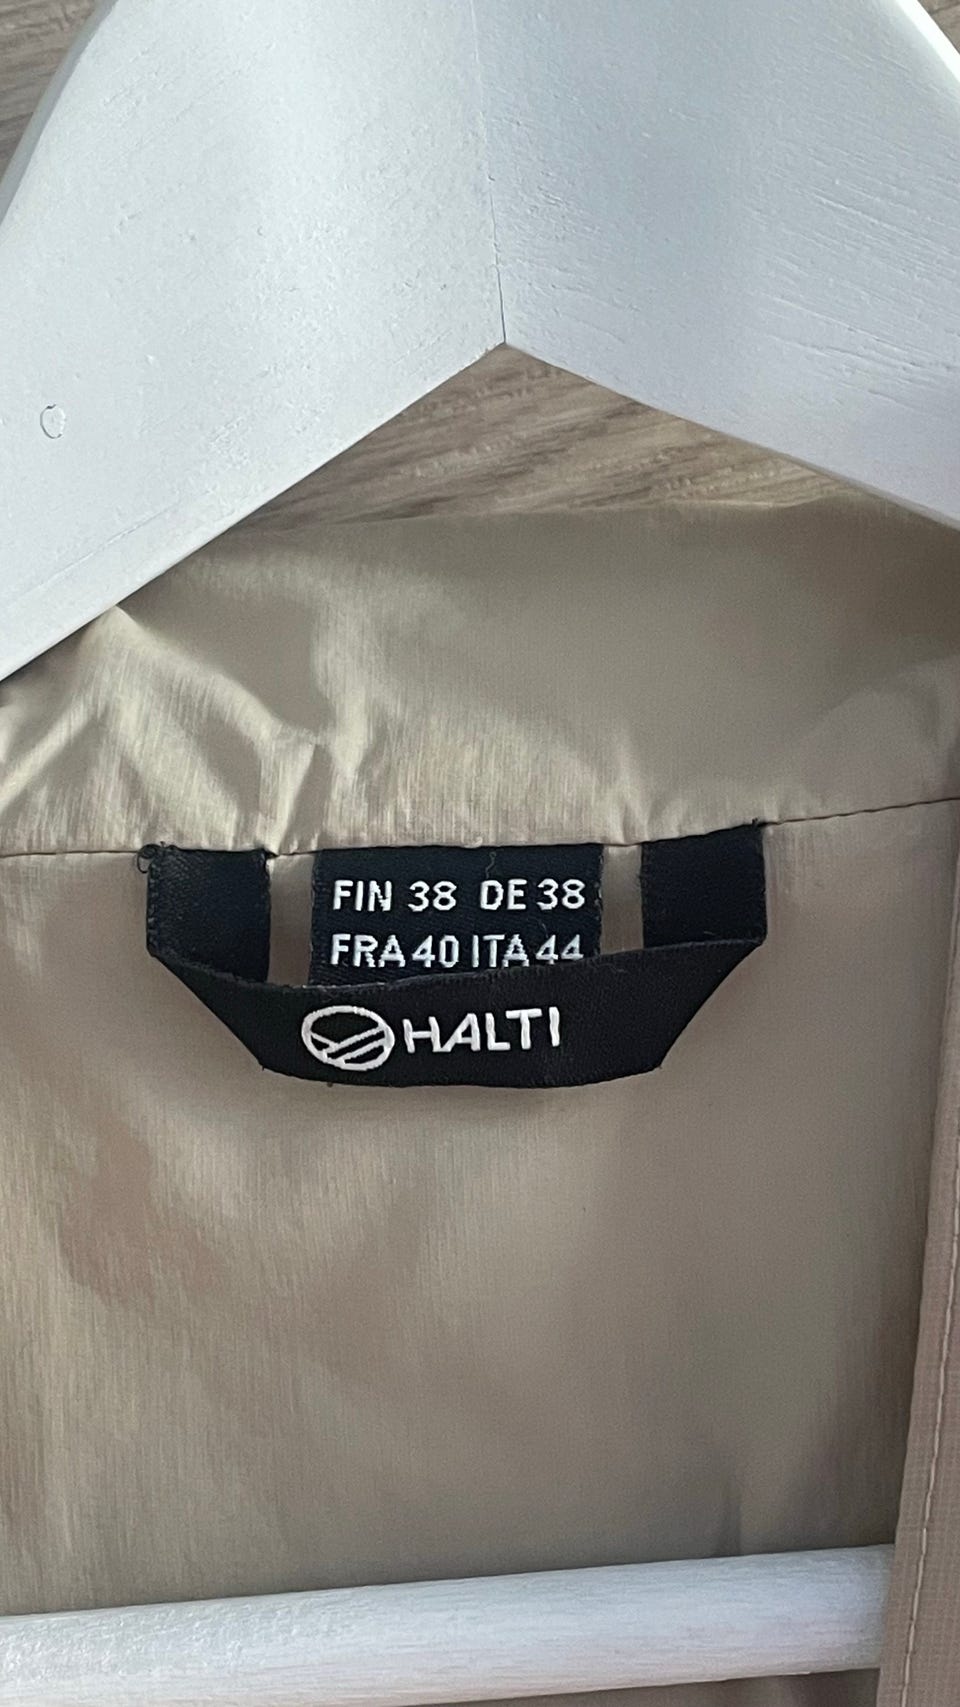 FIN 38 DE 38
FRA 40 ITA 44
HALTI